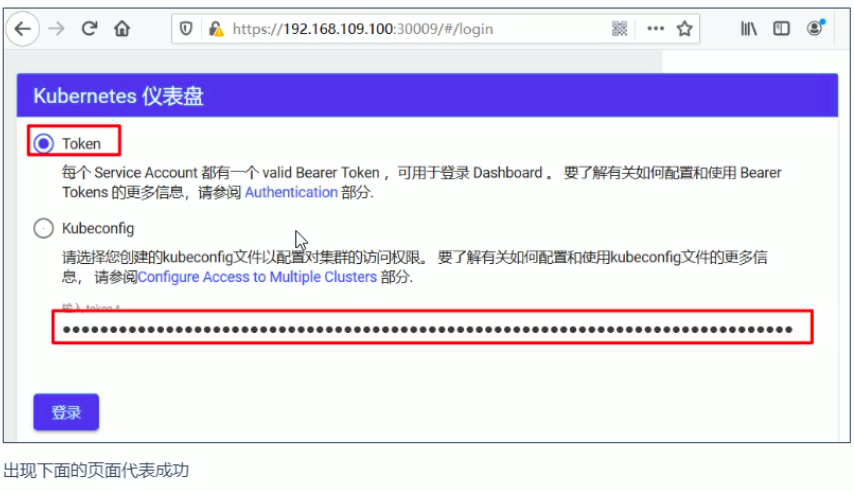 https://192.168.109.100:30009/#/login
Kubernetes 仪表盘
Token
每个 Service Account 都有一个 valid Bearer Token ，可用于登录 Dashboard 。 要了解有关如何配置和使用 Bearer
Tokens 的更多信息，请参阅 Authentication 部分.
Kubeconfig
请选择您创建的kubeconfig文件以配置对集群的访问权限。 要了解有关如何配置和使用kubeconfig文件的更多信
息， 请参阅Configure Access to Multiple Clusters 部分.
输入 token *
登录
出现下面的页面代表成功